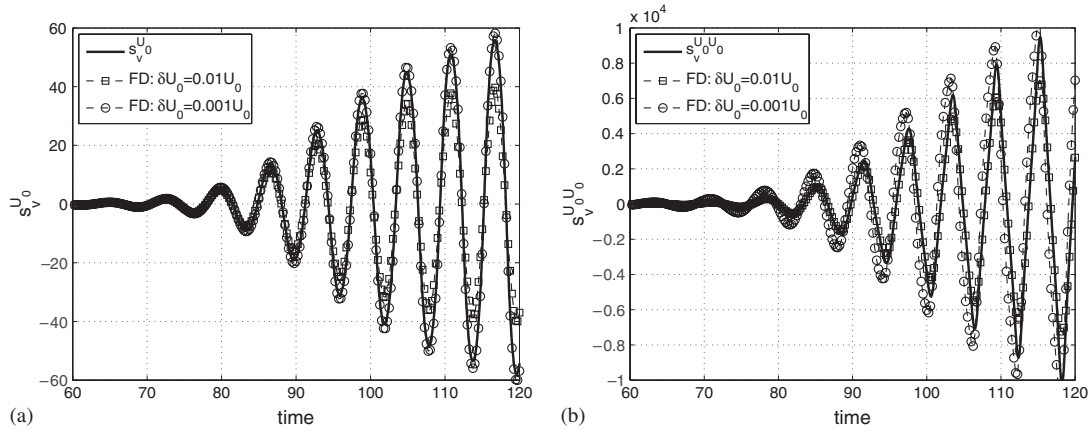 (a)
s_v^{U_0}
60
40
20
0
−20
−40
−60
60 70 80 90 100 110 120
time
s_v^{U_0}
FD: δU_0=0.01U_0
FD: δU_0=0.001U_0
(b)
x 10^4
s_v^{U_0U_0}
1
0.8
0.6
0.4
0.2
0
−0.2
−0.4
−0.6
−0.8
−1
60 70 80 90 100 110 120
time
s_v^{U_0U_0}
FD: δU_0=0.01U_0
FD: δU_0=0.001U_0